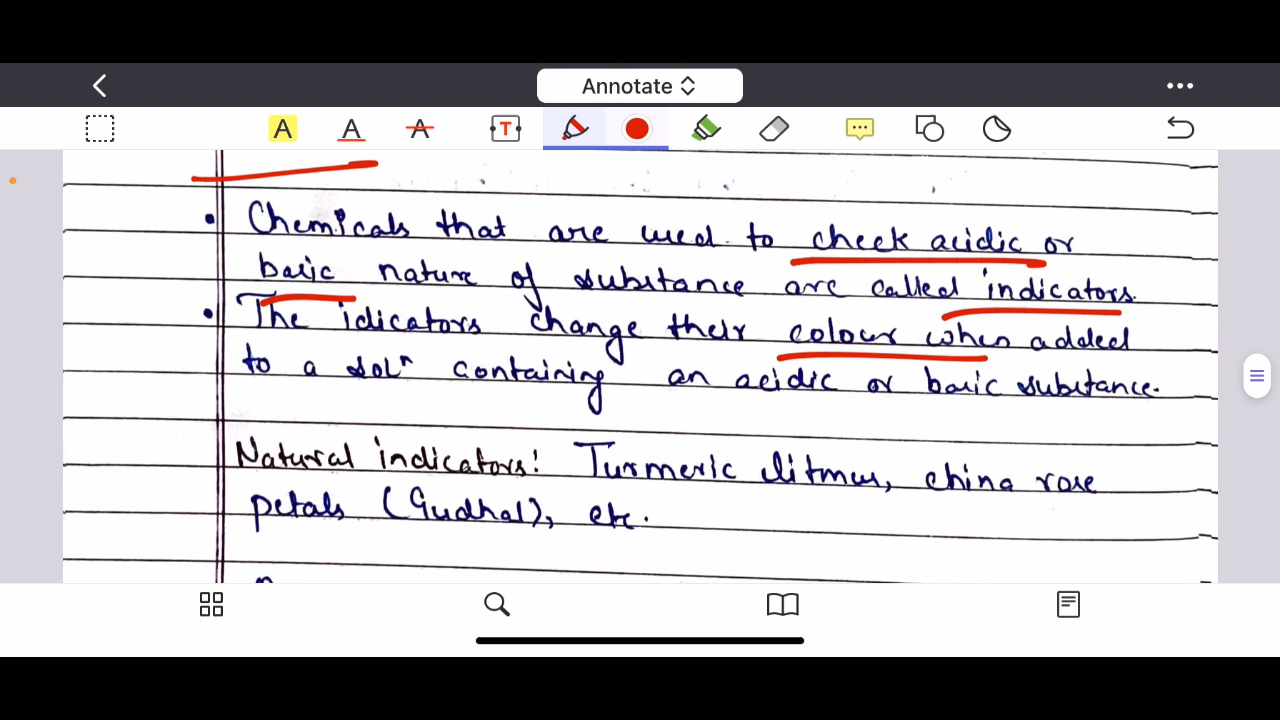 Annotate
• Chemicals that are used to check acidic or
basic nature of substance are called indicators.
• The idicators change their colour when added
to a solⁿ containing an acidic or basic substance.
Natural indicators: Turmeric litmus, china rose
petals (Gudhal), etc.